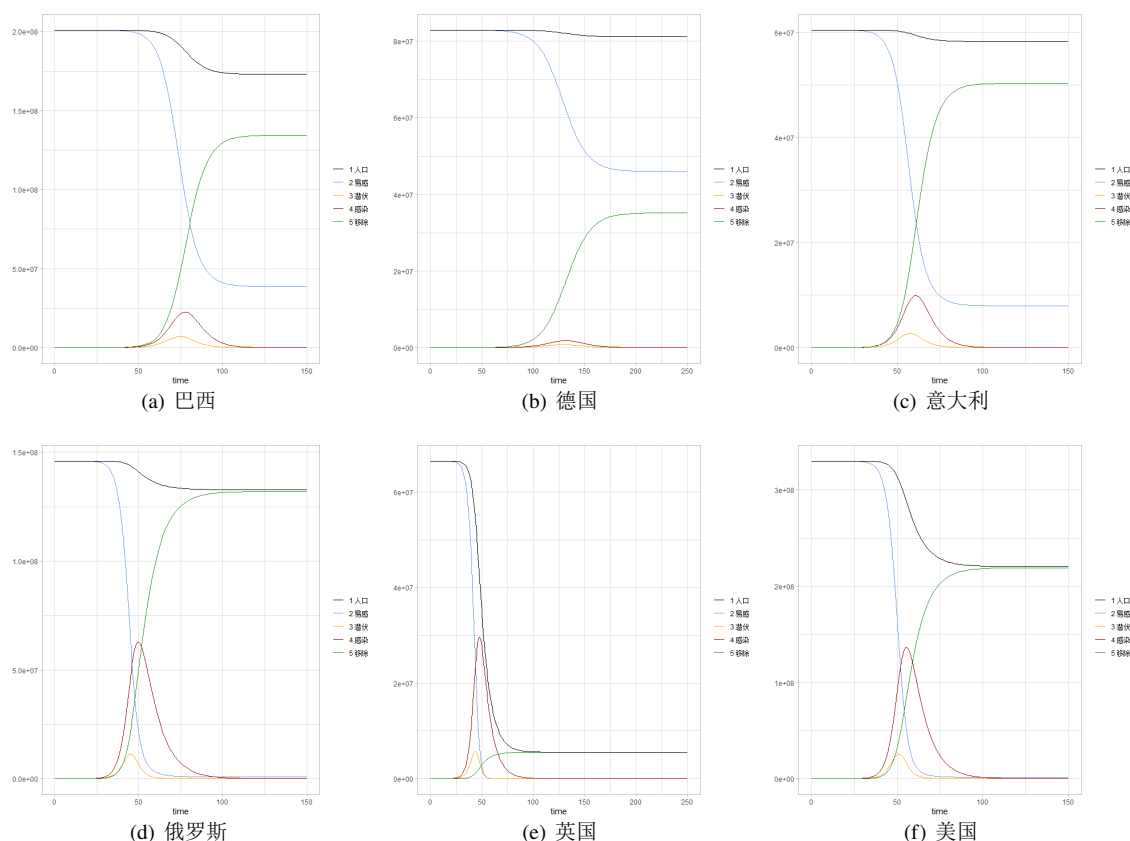 2.0e+08
1.5e+08
1.0e+08
5.0e+07
0.0e+00
0 50 100 150
time
1 人口
2 易感
3 潜伏
4 感染
5 移除
(a) 巴西
8e+07
6e+07
4e+07
2e+07
0e+00
0 50 100 150 200 250
time
1 人口
2 易感
3 潜伏
4 感染
5 移除
(b) 德国
6e+07
4e+07
2e+07
0e+00
0 50 100 150
time
1 人口
2 易感
3 潜伏
4 感染
5 移除
(c) 意大利
1.5e+08
1.0e+08
5.0e+07
0.0e+00
0 50 100 150
time
1 人口
2 易感
3 潜伏
4 感染
5 移除
(d) 俄罗斯
6e+07
4e+07
2e+07
0e+00
0 50 100 150 200 250
time
1 人口
2 易感
3 潜伏
4 感染
5 移除
(e) 英国
3e+08
2e+08
1e+08
0e+00
0 50 100 150
time
1 人口
2 易感
3 潜伏
4 感染
5 移除
(f) 美国